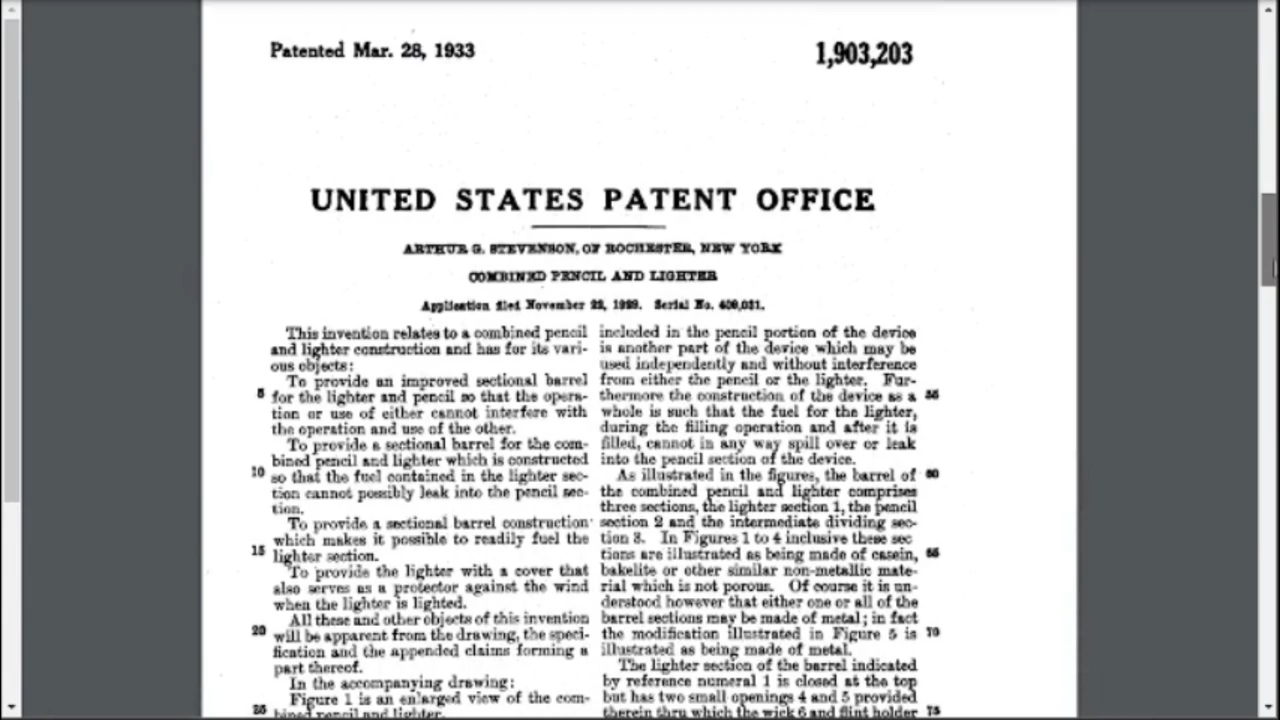 Patented Mar. 28, 1933
1,903,203
UNITED STATES PATENT OFFICE
ARTHUR G. STEVENSON, OF ROCHESTER, NEW YORK
COMBINED PENCIL AND LIGHTER
Application filed November 22, 1929. Serial No. 409,031.
This invention relates to a combined pencil
and lighter construction and has for its vari-
ous objects:
To provide an improved sectional barrel
5 for the lighter and pencil so that the opera-
tion or use of either cannot interfere with
the operation and use of the other.
To provide a sectional barrel for the com-
bined pencil and lighter which is constructed
10 so that the fuel contained in the lighter sec-
tion cannot possibly leak into the pencil sec-
tion.
To provide a sectional barrel construction
which makes it possible to readily fuel the
15 lighter section.
To provide the lighter with a cover that
also serves as a protector against the wind
when the lighter is lighted.
All these and other objects of this invention
20 will be apparent from the drawing, the speci-
fication and the appended claims forming a
part thereof.
In the accompanying drawing:
Figure 1 is an enlarged view of the com-
25 bined pencil and lighter.
included in the pencil portion of the device
is another part of the device which may be
used independently and without interference
from either the pencil or the lighter. Fur-
thermore the construction of the device as a 55
whole is such that the fuel for the lighter,
during the filling operation and after it is
filled, cannot in any way spill over or leak
into the pencil section of the device.
As illustrated in the figures, the barrel of 60
the combined pencil and lighter comprises
three sections, the lighter section 1, the pencil
section 2 and the intermediate dividing sec-
tion 3. In Figures 1 to 4 inclusive these sec
tions are illustrated as being made of casein, 65
bakelite or other similar non-metallic mate-
rial which is not porous. Of course it is un-
derstood however that either one or all of the
barrel sections may be made of metal; in fact
the modification illustrated in Figure 5 is 70
illustrated as being made of metal.
The lighter section of the barrel indicated
by reference numeral 1 is closed at the top
but has two small openings 4 and 5 provided
therein thru which the wick 6 and flint holder 75